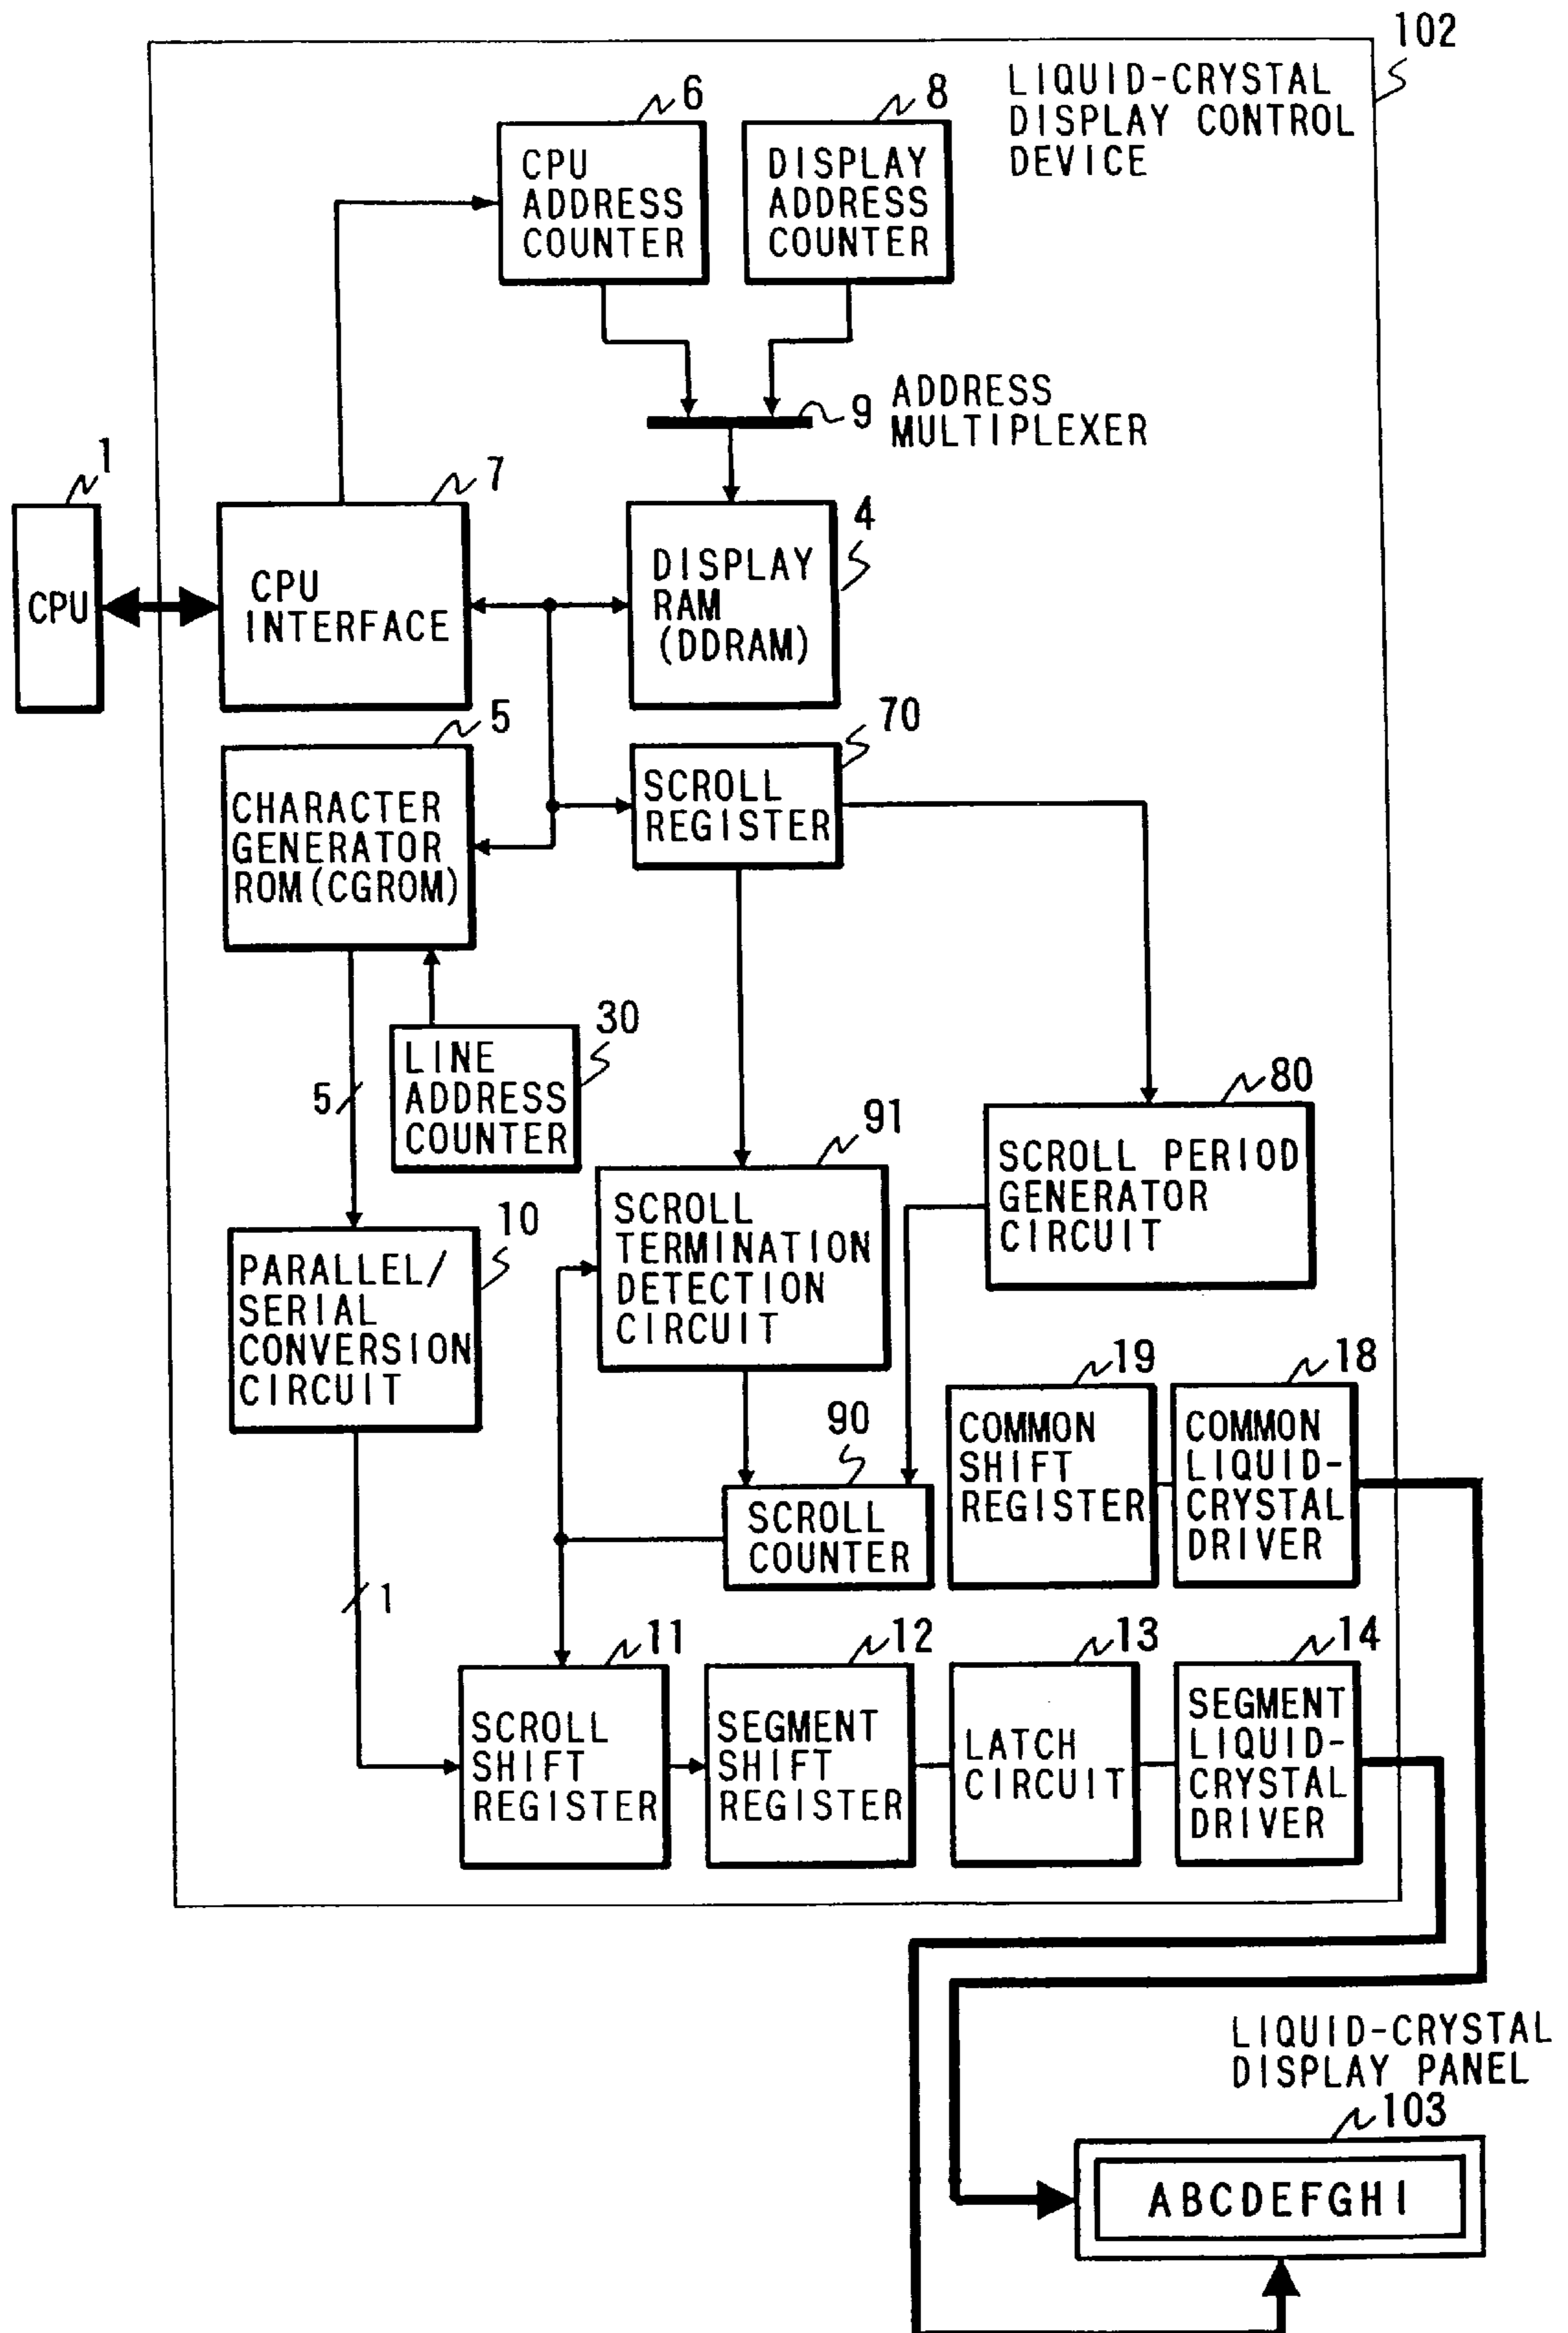 102
LIQUID-CRYSTAL
DISPLAY CONTROL
DEVICE
6
CPU
ADDRESS
COUNTER
8
DISPLAY
ADDRESS
COUNTER
9
ADDRESS
MULTIPLEXER
1
CPU
7
CPU
INTERFACE
4
DISPLAY
RAM
(DDRAM)
5
CHARACTER
GENERATOR
ROM(CGROM)
70
SCROLL
REGISTER
30
LINE
ADDRESS
COUNTER
5
80
SCROLL PERIOD
GENERATOR
CIRCUIT
91
SCROLL
TERMINATION
DETECTION
CIRCUIT
10
PARALLEL/
SERIAL
CONVERSION
CIRCUIT
90
SCROLL
COUNTER
19
COMMON
SHIFT
REGISTER
18
COMMON
LIQUID-
CRYSTAL
DRIVER
1
11
SCROLL
SHIFT
REGISTER
12
SEGMENT
SHIFT
REGISTER
13
LATCH
CIRCUIT
14
SEGMENT
LIQUID-
CRYSTAL
DRIVER
LIQUID-CRYSTAL
DISPLAY PANEL
103
ABCDEFGHI